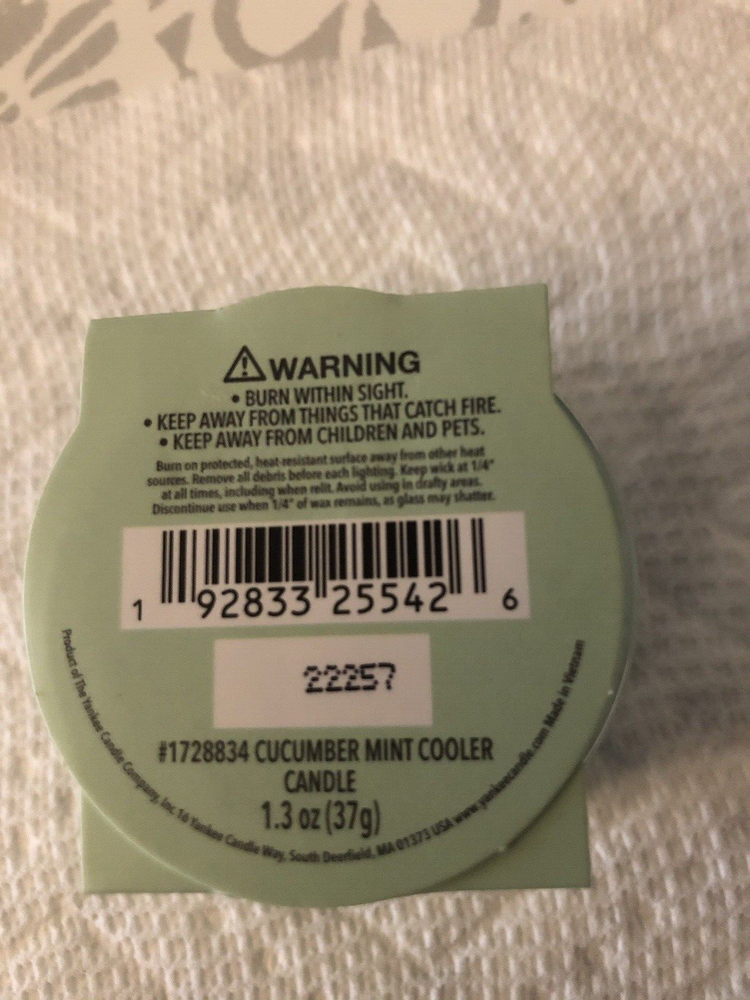 ⚠WARNING
• BURN WITHIN SIGHT.
• KEEP AWAY FROM THINGS THAT CATCH FIRE.
• KEEP AWAY FROM CHILDREN AND PETS.
Burn on protected, heat-resistant surface away from other heat
sources. Remove all debris before each lighting. Keep wick at 1/4"
at all times, including when relit. Avoid using in drafty areas.
Discontinue use when 1/4" of wax remains, as glass may shatter.
1 92833 25542 6
22257
#1728834 CUCUMBER MINT COOLER
CANDLE
1.3 oz (37g)
Product of The Yankee Candle Company, Inc 16 Yankee Candle Way, South Deerfield, MA 01373 USA www.yankeecandle.com Made in Vietnam